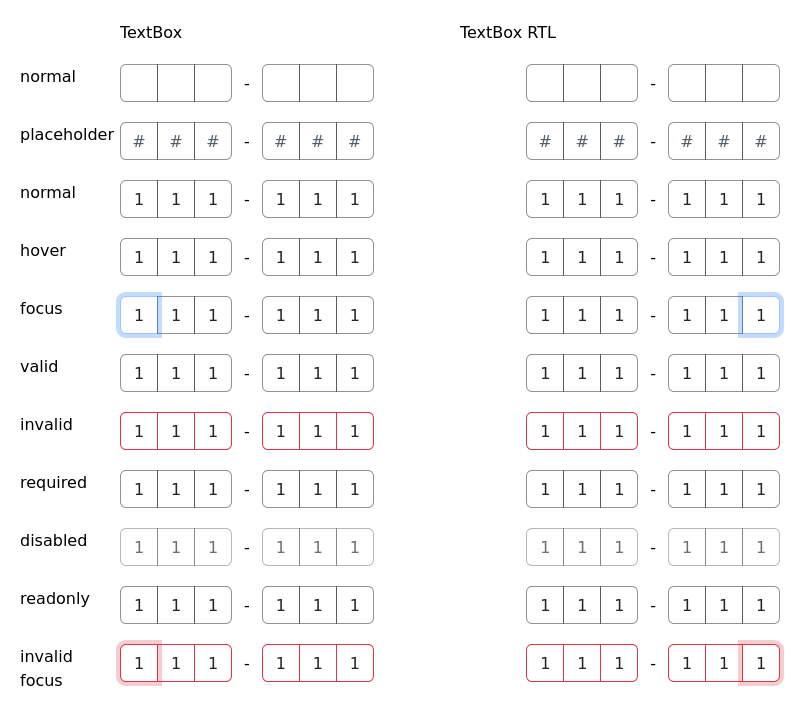 TextBox TextBox RTL
normal - -
placeholder # # # - # # # # # # - # # #
normal 1 1 1 - 1 1 1 1 1 1 - 1 1 1
hover 1 1 1 - 1 1 1 1 1 1 - 1 1 1
focus 1 1 1 - 1 1 1 1 1 1 - 1 1 1
valid 1 1 1 - 1 1 1 1 1 1 - 1 1 1
invalid 1 1 1 - 1 1 1 1 1 1 - 1 1 1
required 1 1 1 - 1 1 1 1 1 1 - 1 1 1
disabled 1 1 1 - 1 1 1 1 1 1 - 1 1 1
readonly 1 1 1 - 1 1 1 1 1 1 - 1 1 1
invalid 1 1 1 - 1 1 1 1 1 1 - 1 1 1
focus